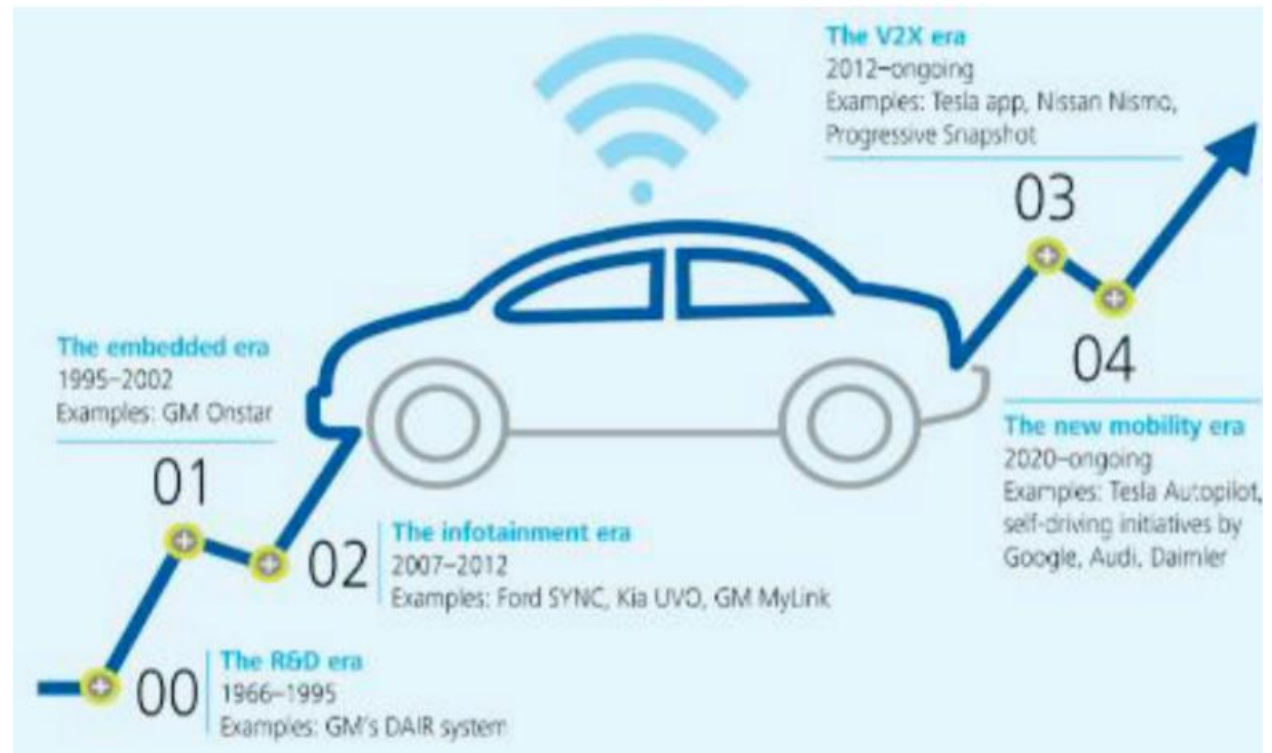 The V2X era
2012–ongoing
Examples: Tesla app, Nissan Nismo,
Progressive Snapshot
03
04
The new mobility era
2020–ongoing
Examples: Tesla Autopilot,
self-driving initiatives by
Google, Audi, Daimler
The embedded era
1995–2002
Examples: GM Onstar
01
02
The infotainment era
2007–2012
Examples: Ford SYNC, Kia UVO, GM MyLink
00
The R&D era
1966–1995
Examples: GM's DAIR system